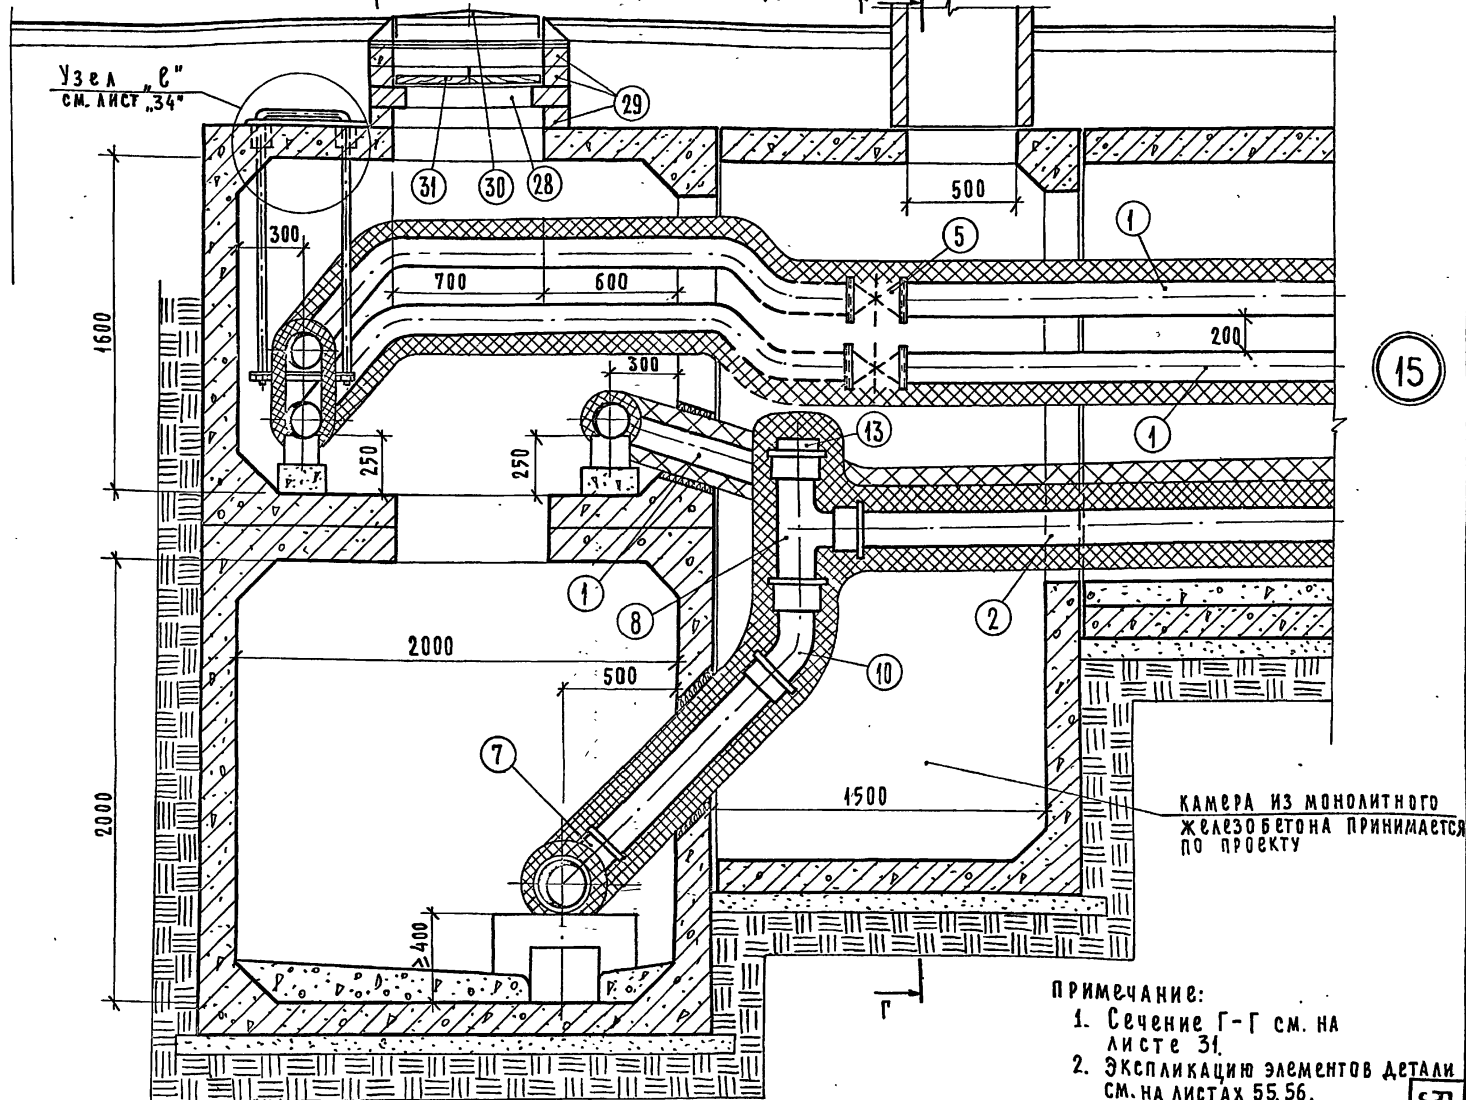 Г
Узел „е"
см. лист „34"
29
31
30
28
500
1
5
300
700
600
200
1600
15
300
13
1
250
250
1
8
2
2000
500
10
7
2000
1500
камера из монолитного
железобетона принимается
по проекту
⩾400
Г
Примечание:
1. Сечение Г-Г см. на
листе 31.
2. Экспликацию элементов детали
см. на листах 55,56.